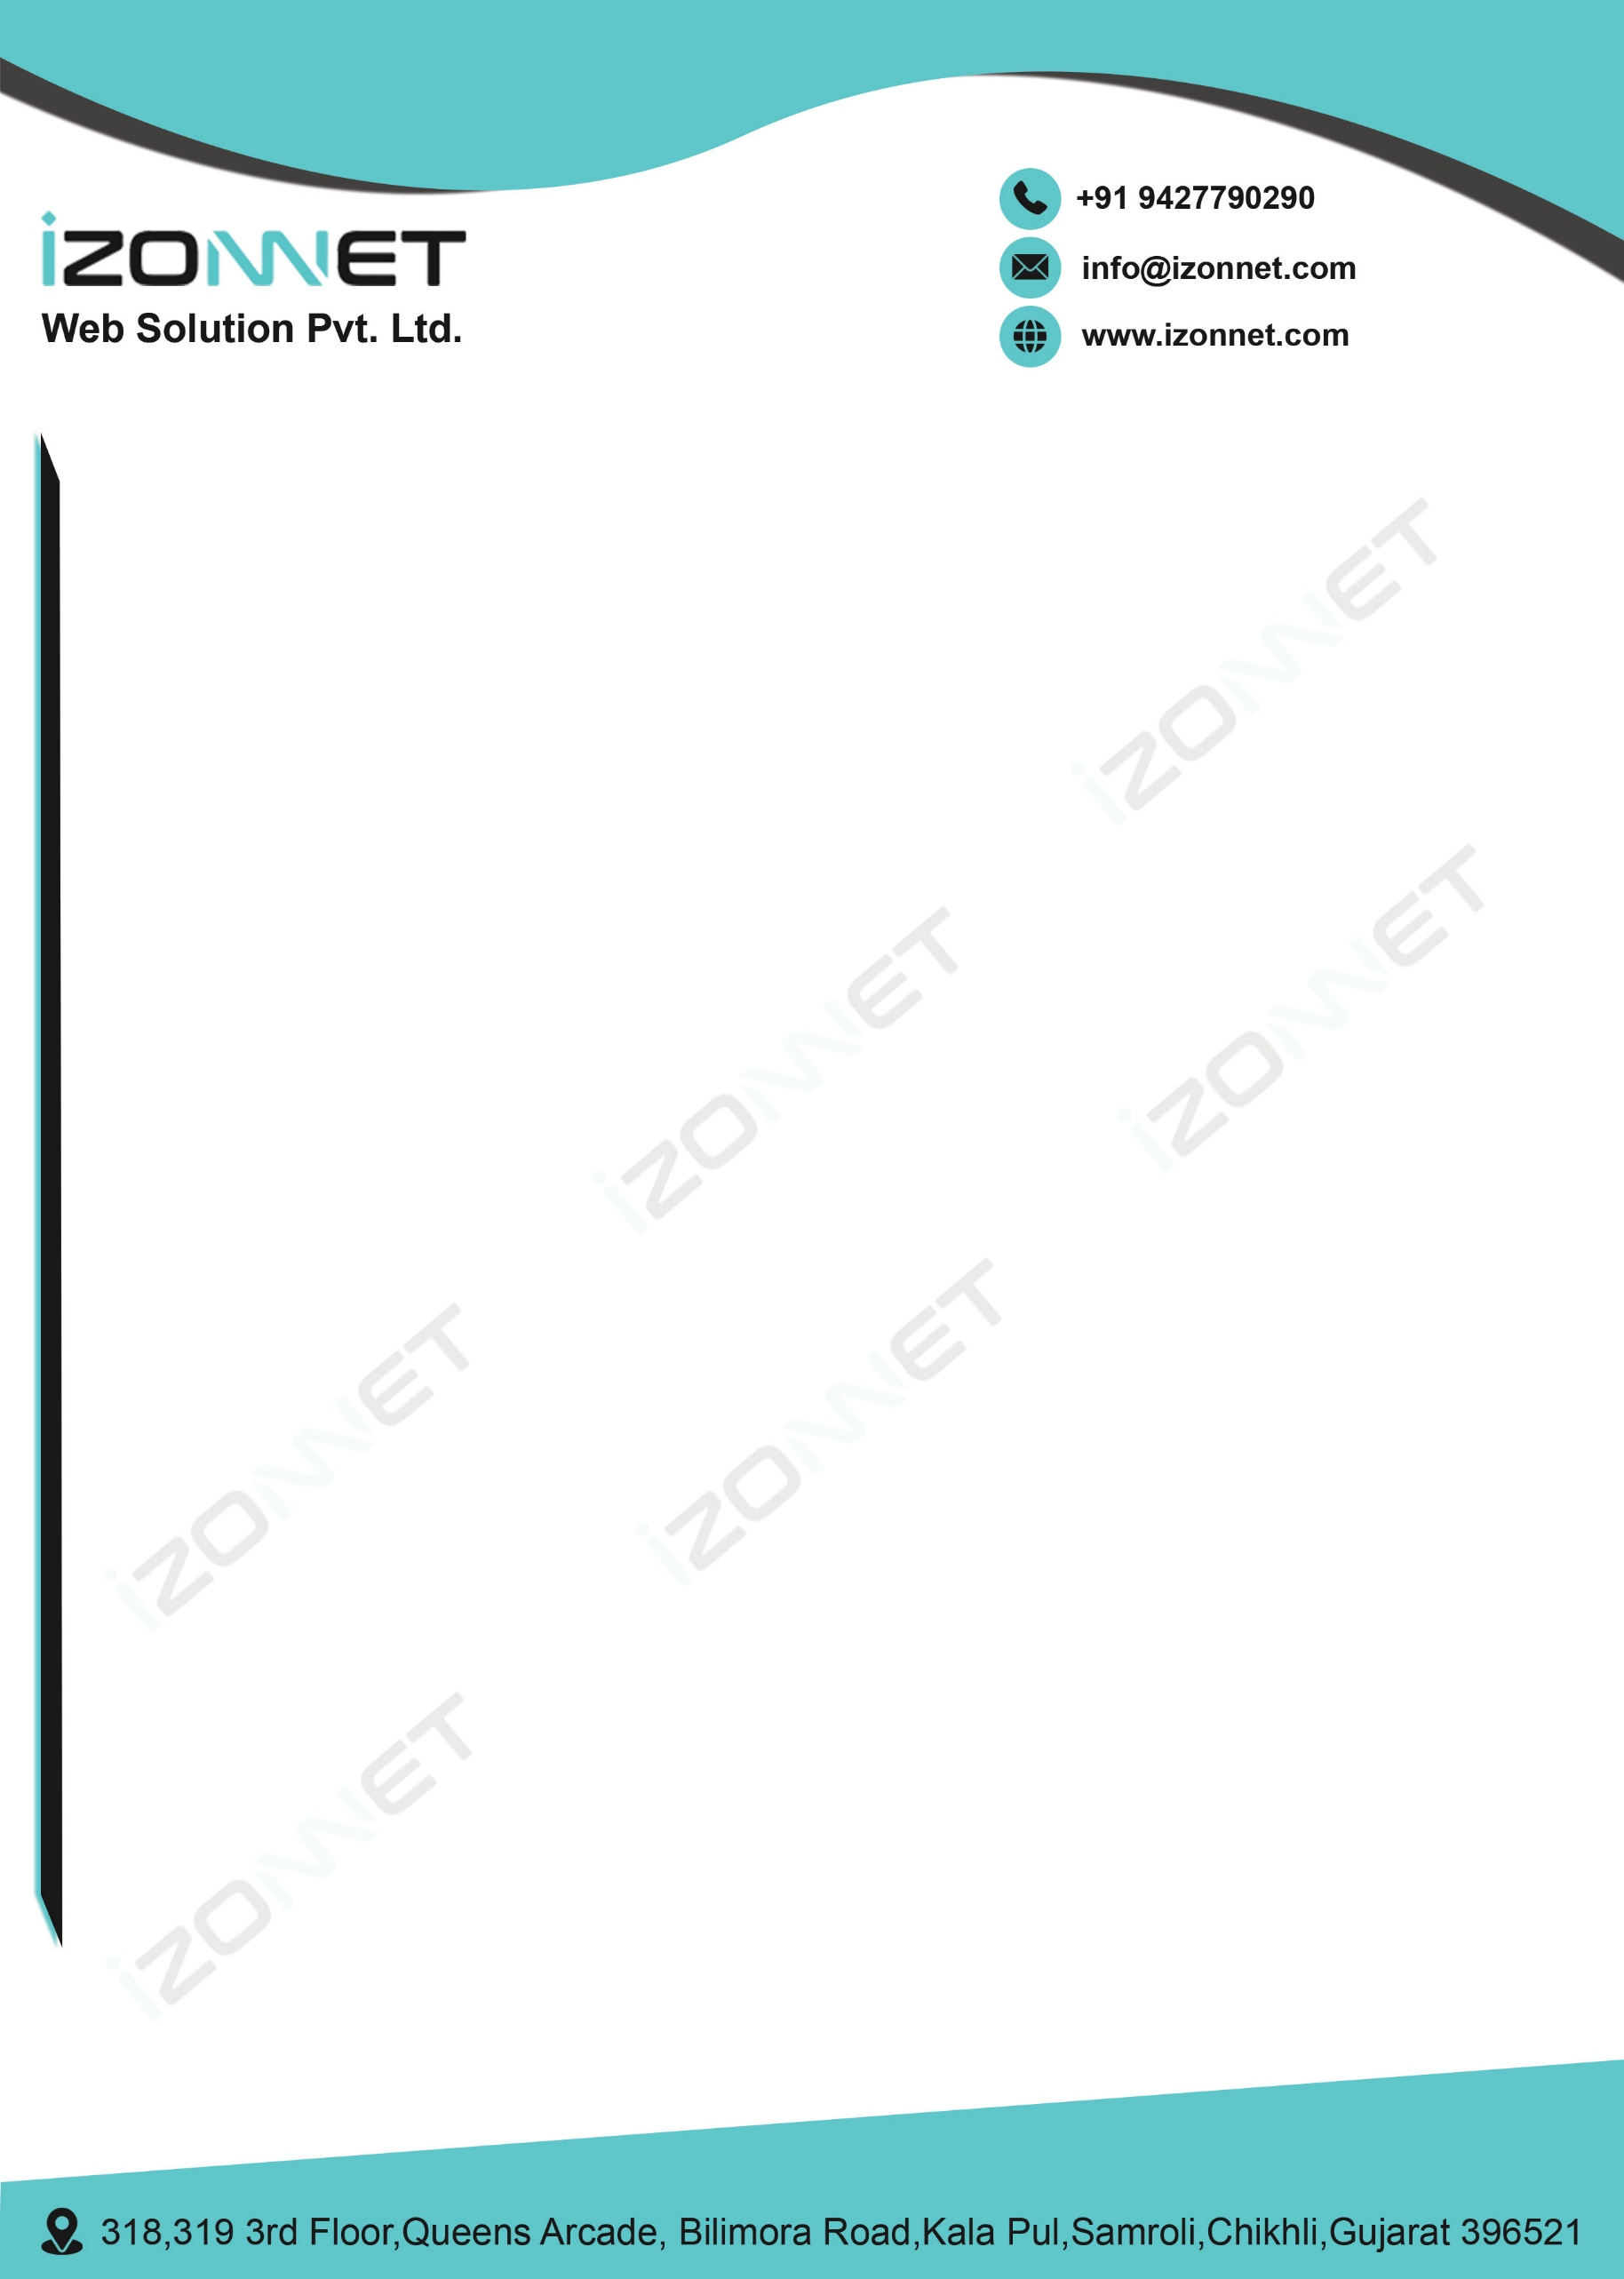 iZONNET
Web Solution Pvt. Ltd.
+91 9427790290
info@izonnet.com
www.izonnet.com
iZONNET
iZONNET
iZONNET
iZONNET
iZONNET
iZONNET
318,319 3rd Floor,Queens Arcade, Bilimora Road,Kala Pul,Samroli,Chikhli,Gujarat 396521